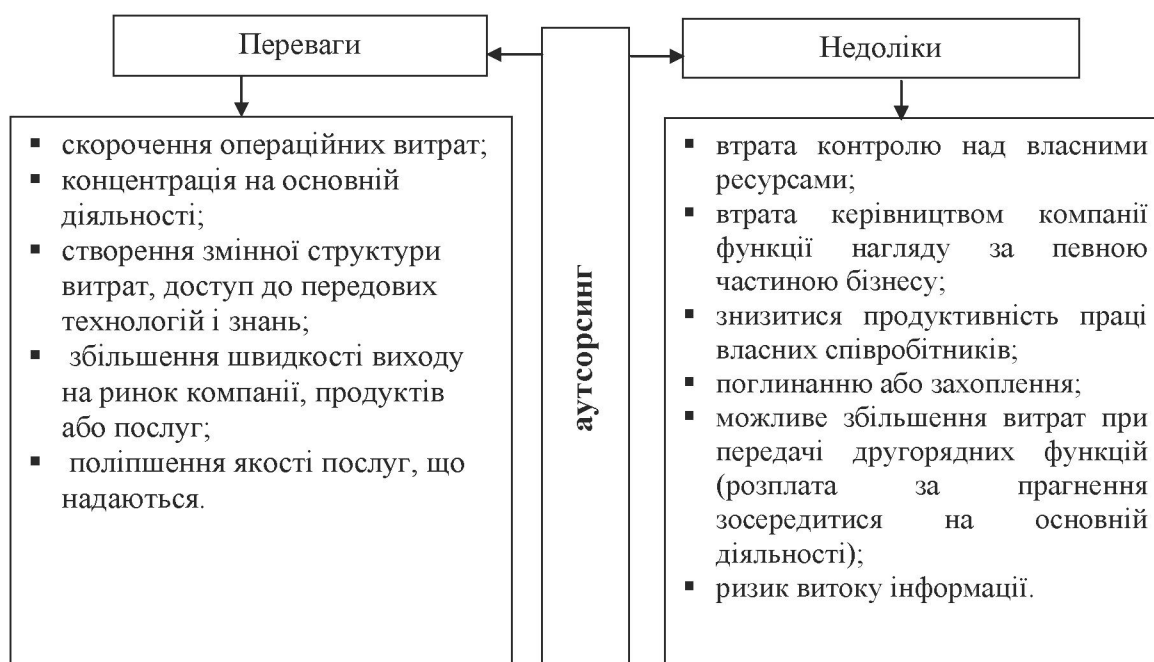 Переваги
▪ скорочення операційних витрат;
▪ концентрація на основній
діяльності;
▪ створення змінної структури
витрат, доступ до передових
технологій і знань;
▪ збільшення швидкості виходу
на ринок компанії, продуктів
або послуг;
▪ поліпшення якості послуг, що
надаються.
аутсорсинг
Недоліки
▪ втрата контролю над власними
ресурсами;
▪ втрата керівництвом компанії
функції нагляду за певною
частиною бізнесу;
▪ знизитися продуктивність праці
власних співробітників;
▪ поглинанню або захоплення;
▪ можливе збільшення витрат при
передачі другорядних функцій
(розплата за прагнення
зосередитися на основній
діяльності);
▪ ризик витоку інформації.